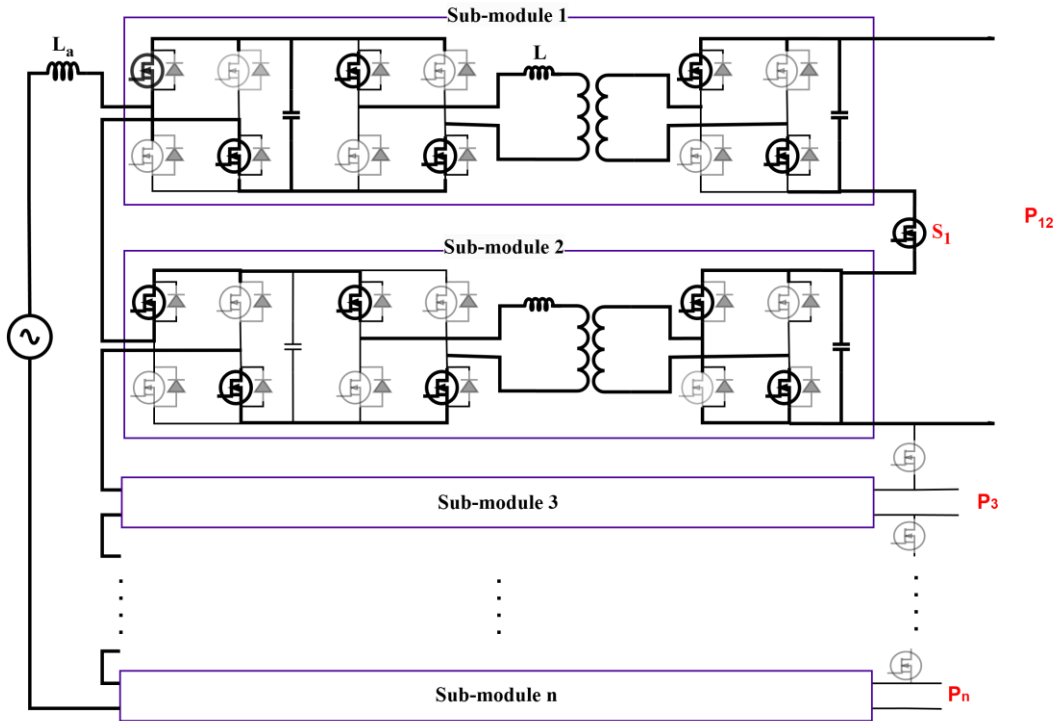 Sub-module 1
Lₐ
L
P₁₂
S₁
Sub-module 2
Sub-module 3
P₃
Sub-module n
Pₙ